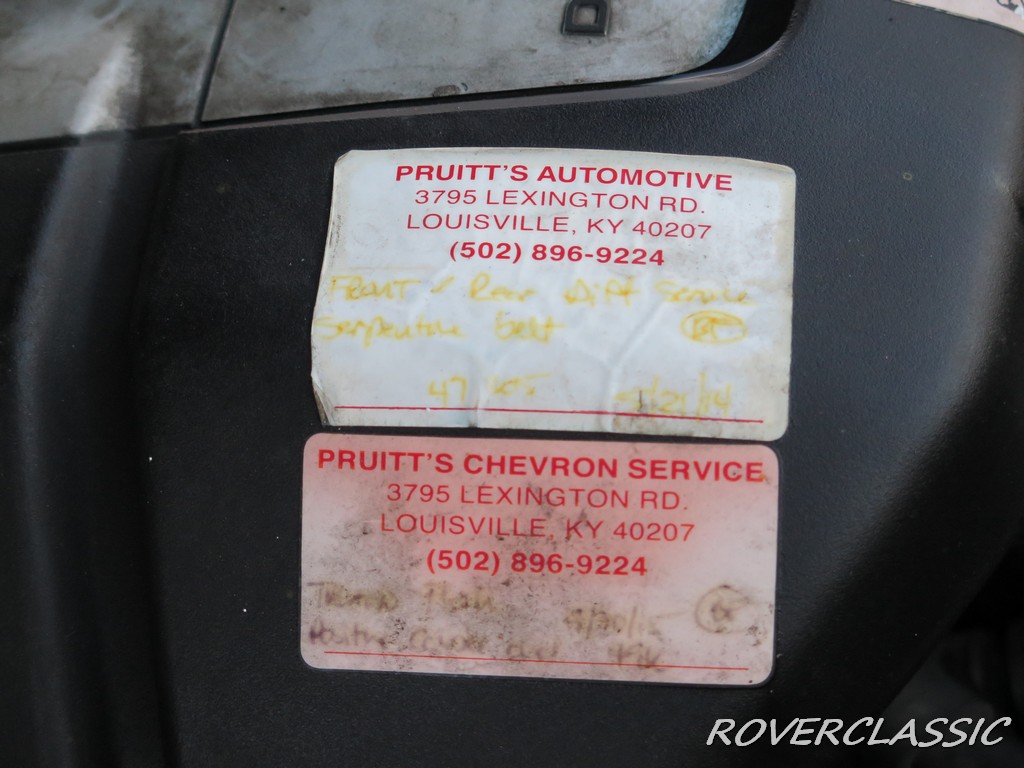 D
PRUITT'S AUTOMOTIVE
3795 LEXINGTON RD.
LOUISVILLE, KY 40207
(502) 896-9224
FRONT & Rear Diff Service
Serpentine belt
47
PRUITT'S CHEVRON SERVICE
3795 LEXINGTON RD.
LOUISVILLE, KY 40207
(502) 896-9224
ROVERCLASSIC